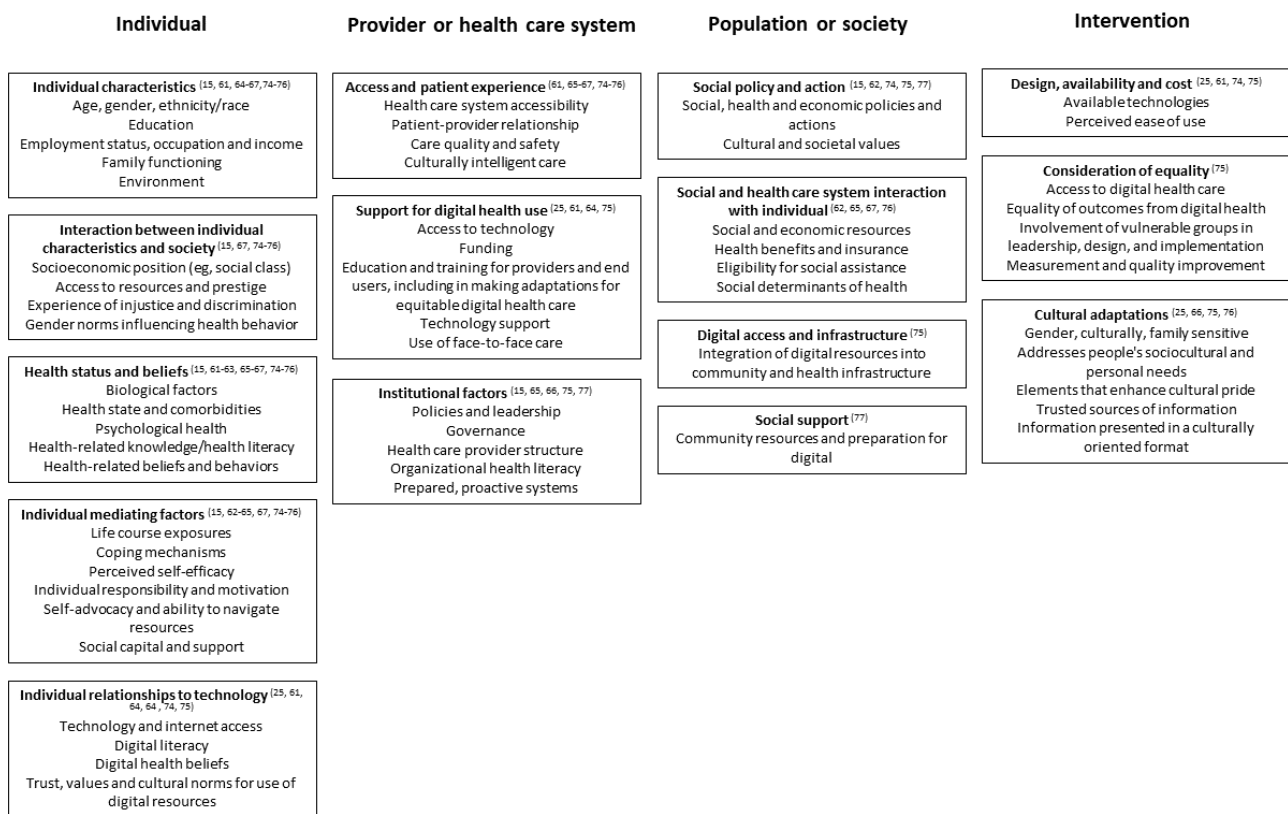 Individual
Individual characteristics (15, 61, 64-67,74-76)
Age, gender, ethnicity/race
Education
Employment status, occupation and income
Family functioning
Environment
Interaction between individual
characteristics and society (15, 67, 74-76)
Socioeconomic position (eg, social class)
Access to resources and prestige
Experience of injustice and discrimination
Gender norms influencing health behavior
Health status and beliefs (15, 61-63, 65-67, 74-76)
Biological factors
Health state and comorbidities
Psychological health
Health-related knowledge/health literacy
Health-related beliefs and behaviors
Individual mediating factors (15, 62-65, 67, 74-76)
Life course exposures
Coping mechanisms
Perceived self-efficacy
Individual responsibility and motivation
Self-advocacy and ability to navigate
resources
Social capital and support
Individual relationships to technology (25, 61,
64, 64 , 74, 75)
Technology and internet access
Digital literacy
Digital health beliefs
Trust, values and cultural norms for use of
digital resources
Provider or health care system
Access and patient experience (61, 65-67, 74-76)
Health care system accessibility
Patient-provider relationship
Care quality and safety
Culturally intelligent care
Support for digital health use (25, 61, 64, 75)
Access to technology
Funding
Education and training for providers and end
users, including in making adaptations for
equitable digital health care
Technology support
Use of face-to-face care
Institutional factors (15, 65, 66, 75, 77)
Policies and leadership
Governance
Health care provider structure
Organizational health literacy
Prepared, proactive systems
Population or society
Social policy and action (15, 62, 74, 75, 77)
Social, health and economic policies and
actions
Cultural and societal values
Social and health care system interaction
with individual (62, 65, 67, 76)
Social and economic resources
Health benefits and insurance
Eligibility for social assistance
Social determinants of health
Digital access and infrastructure (75)
Integration of digital resources into
community and health infrastructure
Social support (77)
Community resources and preparation for
digital
Intervention
Design, availability and cost (25, 61, 74, 75)
Available technologies
Perceived ease of use
Consideration of equality (75)
Access to digital health care
Equality of outcomes from digital health
Involvement of vulnerable groups in
leadership, design, and implementation
Measurement and quality improvement
Cultural adaptations (25, 66, 75, 76)
Gender, culturally, family sensitive
Addresses people's sociocultural and
personal needs
Elements that enhance cultural pride
Trusted sources of information
Information presented in a culturally
oriented format